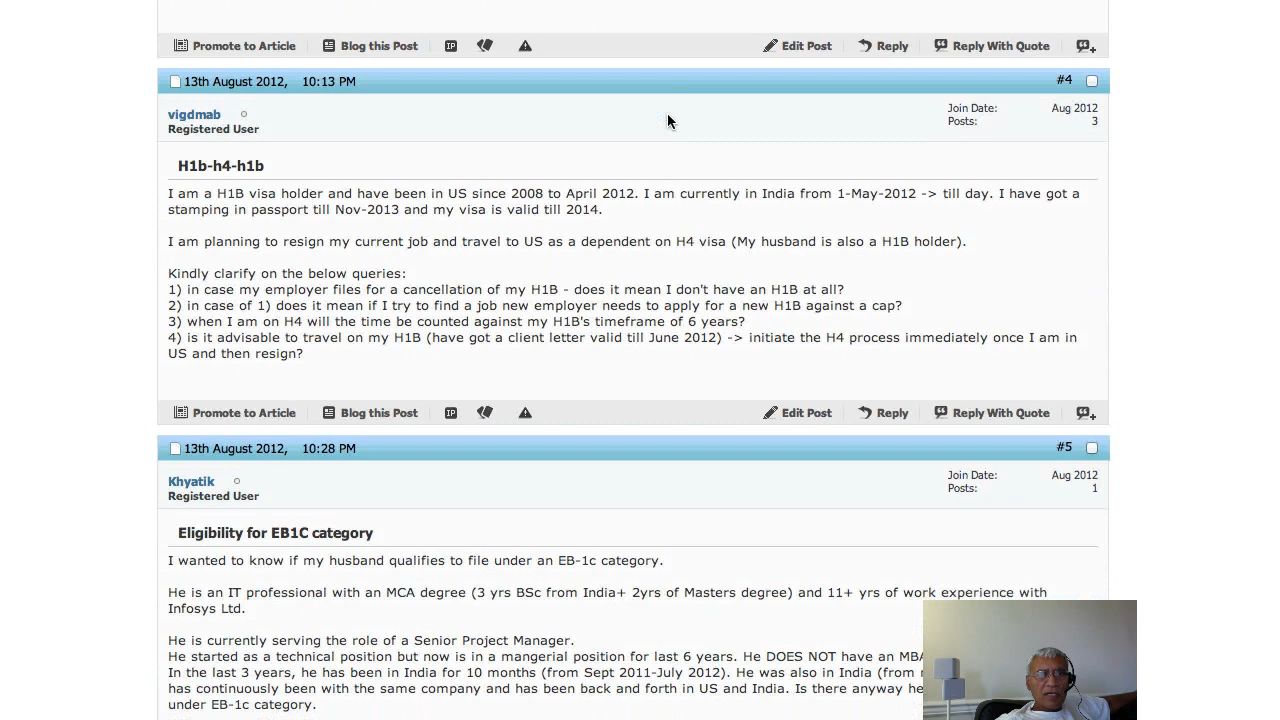 Promote to Article Blog this Post IP Edit Post Reply Reply With Quote
13th August 2012, 10:13 PM #4
vigdmab Join Date: Aug 2012
Registered User Posts: 3
H1b-h4-h1b
I am a H1B visa holder and have been in US since 2008 to April 2012. I am currently in India from 1-May-2012 -> till day. I have got a
stamping in passport till Nov-2013 and my visa is valid till 2014.
I am planning to resign my current job and travel to US as a dependent on H4 visa (My husband is also a H1B holder).
Kindly clarify on the below queries:
1) in case my employer files for a cancellation of my H1B - does it mean I don't have an H1B at all?
2) in case of 1) does it mean if I try to find a job new employer needs to apply for a new H1B against a cap?
3) when I am on H4 will the time be counted against my H1B's timeframe of 6 years?
4) is it advisable to travel on my H1B (have got a client letter valid till June 2012) -> initiate the H4 process immediately once I am in
US and then resign?
Promote to Article Blog this Post IP Edit Post Reply Reply With Quote
13th August 2012, 10:28 PM #5
Khyatik Join Date: Aug 2012
Registered User Posts: 1
Eligibility for EB1C category
I wanted to know if my husband qualifies to file under an EB-1c category.
He is an IT professional with an MCA degree (3 yrs BSc from India+ 2yrs of Masters degree) and 11+ yrs of work experience with
Infosys Ltd.
He is currently serving the role of a Senior Project Manager.
He started as a technical position but now is in a mangerial position for last 6 years. He DOES NOT have an MBA
In the last 3 years, he has been in India for 10 months (from Sept 2011-July 2012). He was also in India (from
has continuously been with the same company and has been back and forth in US and India. Is there anyway he
under EB-1c category.